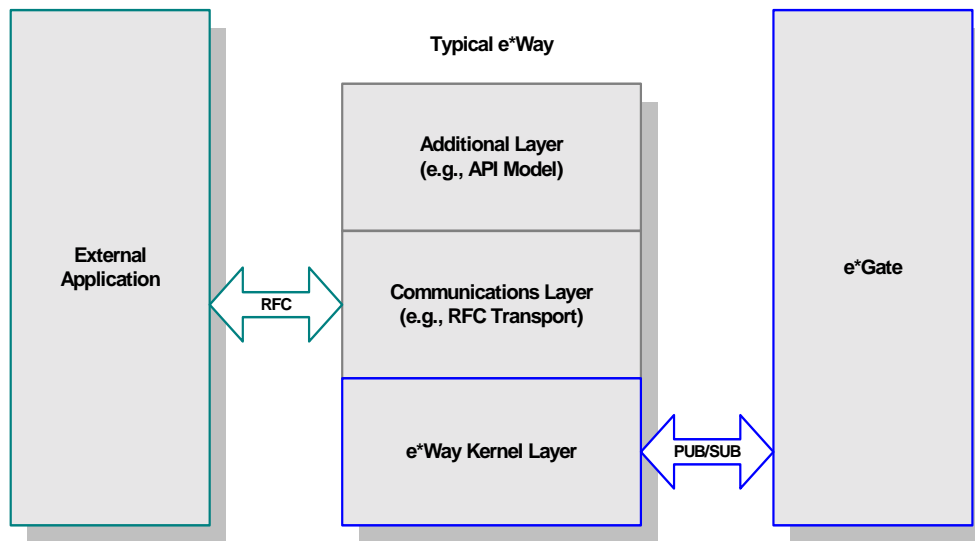 Typical e*Way
Additional Layer
(e.g., API Model)
External
Application
e*Gate
Communications Layer
(e.g., RFC Transport)
RFC
e*Way Kernel Layer
PUB/SUB